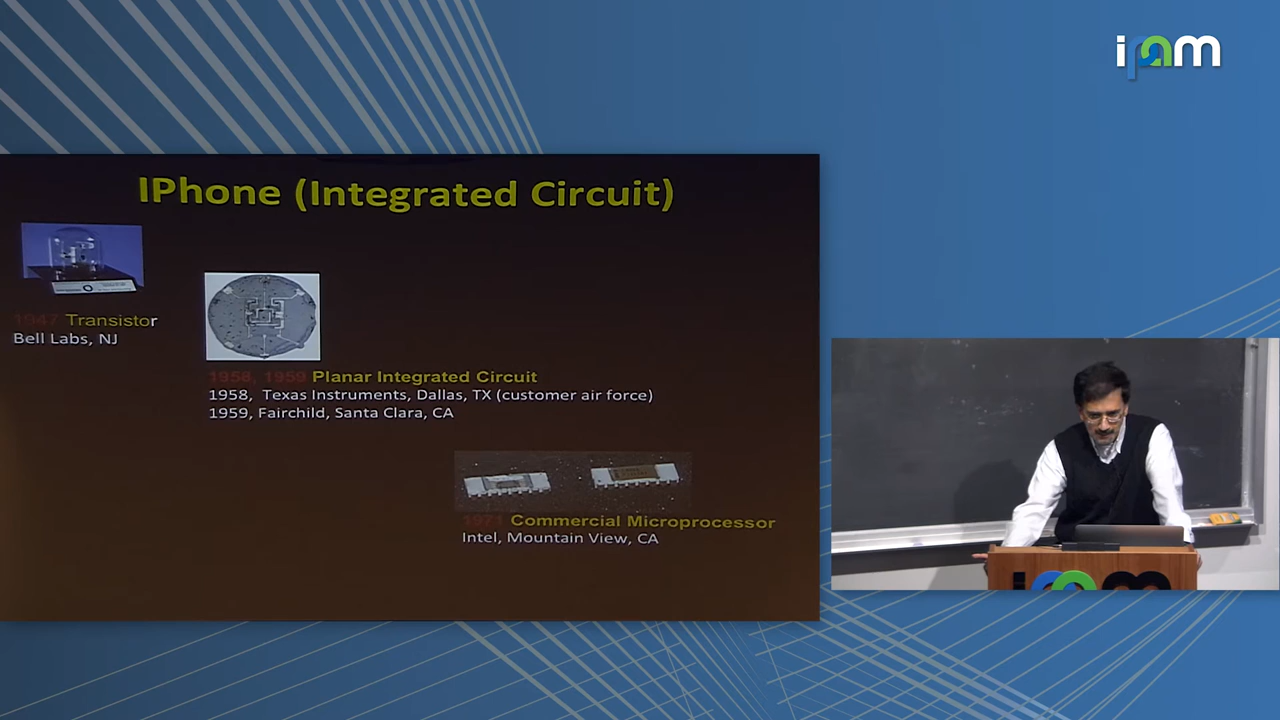 ipam
IPhone (Integrated Circuit)
1947 Transistor
Bell Labs, NJ
1958, 1959 Planar Integrated Circuit
1958, Texas Instruments, Dallas, TX (customer air force)
1959, Fairchild, Santa Clara, CA
1971 Commercial Microprocessor
Intel, Mountain View, CA
ipam